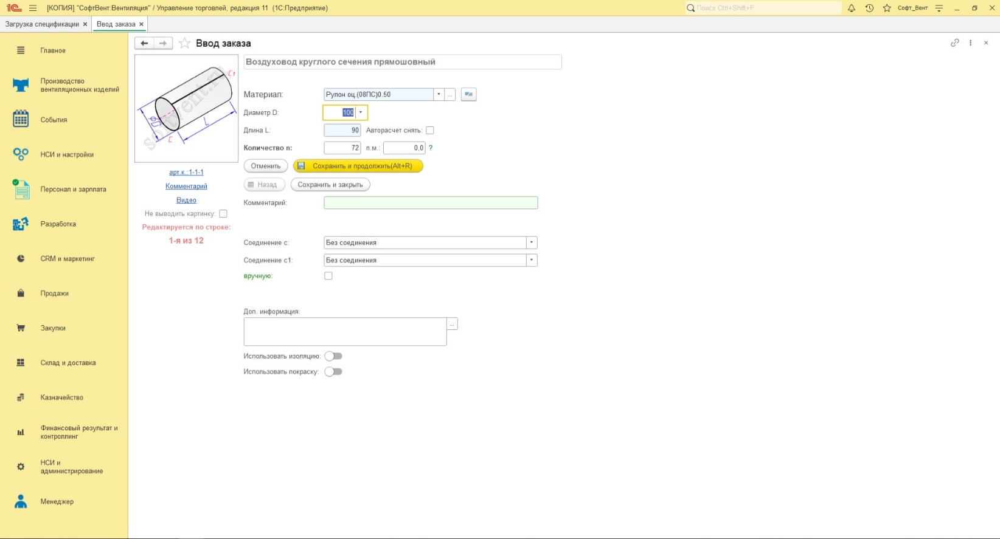 1С [КОПИЯ] "СофтВент:Вентиляция" / Управление торговлей, редакция 11 (1С:Предприятие) Поиск Ctrl+Shift+F Софт_Вент
Загрузка спецификации × Ввод заказа ×
Главное
Производство
вентиляционных изделий
События
НСИ и настройки
Персонал и зарплата
Разработка
CRM и маркетинг
Продажи
Закупки
Склад и доставка
Казначейство
Финансовый результат и
контроллинг
НСИ и
администрирование
Менеджер
Ввод заказа
softvent.ru
ФD
L
C
C1
арт.к.:1-1-1
Комментарий
Видео
Не выводить картинку:
Редактируется по строке:
1-я из 12
Воздуховод круглого сечения прямошовный
Материал: Рулон оц.(08ПС)0.50 ...
Диаметр D: 100
Длина L: 90 Авторасчет снять:
Количество n: 72 п.м.: 0,0 ?
Отменить Сохранить и продолжить(Alt+R)
Назад Сохранить и закрыть
Комментарий:
Соединение с: Без соединения
Соединение с1: Без соединения
вручную:
Доп. информация:
...
Использовать изоляцию:
Использовать покраску: